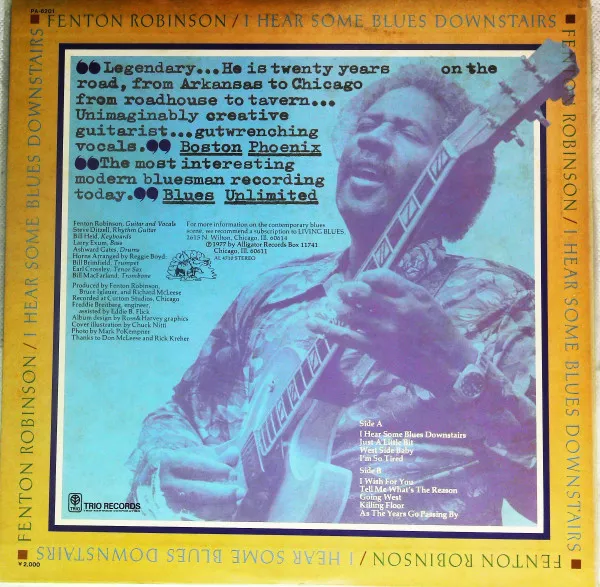 PA-6201
FENTON ROBINSON/I HEAR SOME BLUES DOWNSTAIRS
FENTON ROBINSON/I HEAR SOME BLUES DOWNSTAIRS
FENTON ROBINSON/I HEAR SOME BLUES DOWNSTAIRS
FENTON ROBINSON/I HEAR SOME BLUES DOWNSTAIRS
❝Legendary...He is twenty years on the
road, from Arkansas to Chicago
from roadhouse to tavern...
Unimaginably creative
guitarist...gutwrenching
vocals.❞ Boston Phoenix
❝The most interesting
modern bluesman recording
today.❞ Blues Unlimited
Fenton Robinson, Guitar and Vocals
Steve Ditzell, Rhythm Guitar
Bill Heid, Keyboards
Larry Exum, Bass
Ashward Gates, Drums
Horns Arranged by Reggie Boyd:
Bill Brimfield, Trumpet
Earl Crossley, Tenor Sax
Bill MacFarland, Trombone
Produced by Fenton Robinson,
Bruce Iglauer, and Richard McLeese
Recorded at Curtom Studios, Chicago
Freddie Breitberg, engineer,
assisted by Eddie B. Flick
Album design by Ross & Harvey graphics
Cover illustration by Chuck Nitti
Photo by Mark PoKempner
Thanks to Don McLeese and Rick Kreher
For more information on the contemporary blues
scene, we recommend a subscription to LIVING BLUES,
2615 N. Wilton, Chicago, Ill. 60614
Ⓟ1977 by Alligator Records Box 11741
Chicago, Ill. 60611
AL 4710 STEREO
Side A
I Hear Some Blues Downstairs
Just A Little Bit
West Side Baby
I'm So Tired
Side B
I Wish For You
Tell Me What's The Reason
Going West
Killing Floor
As The Years Go Passing By
TRIO
TRIO RECORDS
¥2,000